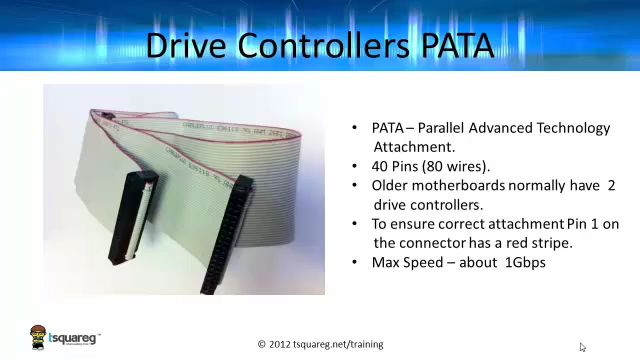 Drive Controllers PATA
• PATA – Parallel Advanced Technology
Attachment.
• 40 Pins (80 wires).
• Older motherboards normally have 2
drive controllers.
• To ensure correct attachment Pin 1 on
the connector has a red stripe.
• Max Speed – about 1Gbps
tsquareg
© 2012 tsquareg.net/training